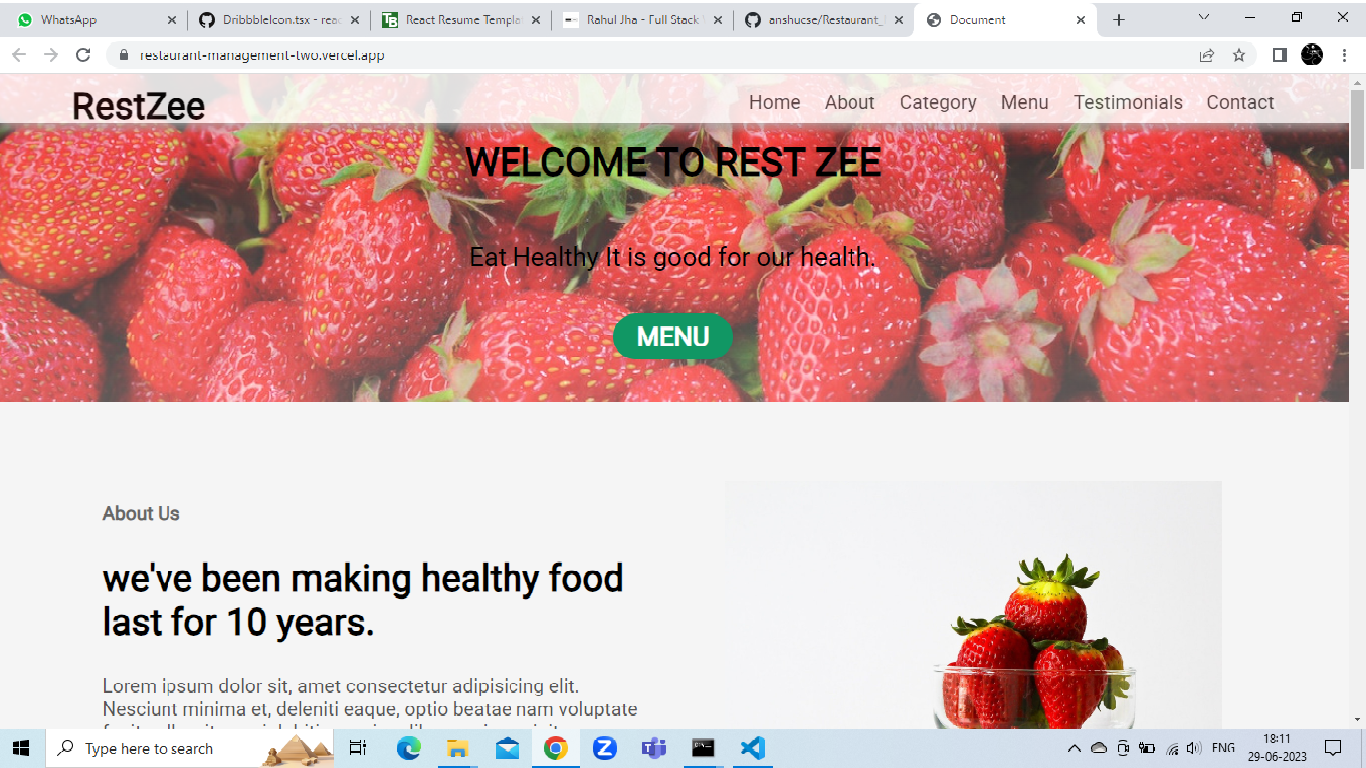 WhatsApp
DribbbleIcon.tsx - reac
React Resume Templa
Rahul Jha - Full Stack
anshucse/Restaurant_
Document
restaurant-management-two.vercel.app
RestZee
Home About Category Menu Testimonials Contact
WELCOME TO REST ZEE
Eat Healthy It is good for our health.
MENU
About Us
we've been making healthy food
last for 10 years.
Lorem ipsum dolor sit, amet consectetur adipisicing elit.
Nesciunt minima et, deleniti eaque, optio beatae nam voluptate
Type here to search
ENG
18:11
29-06-2023